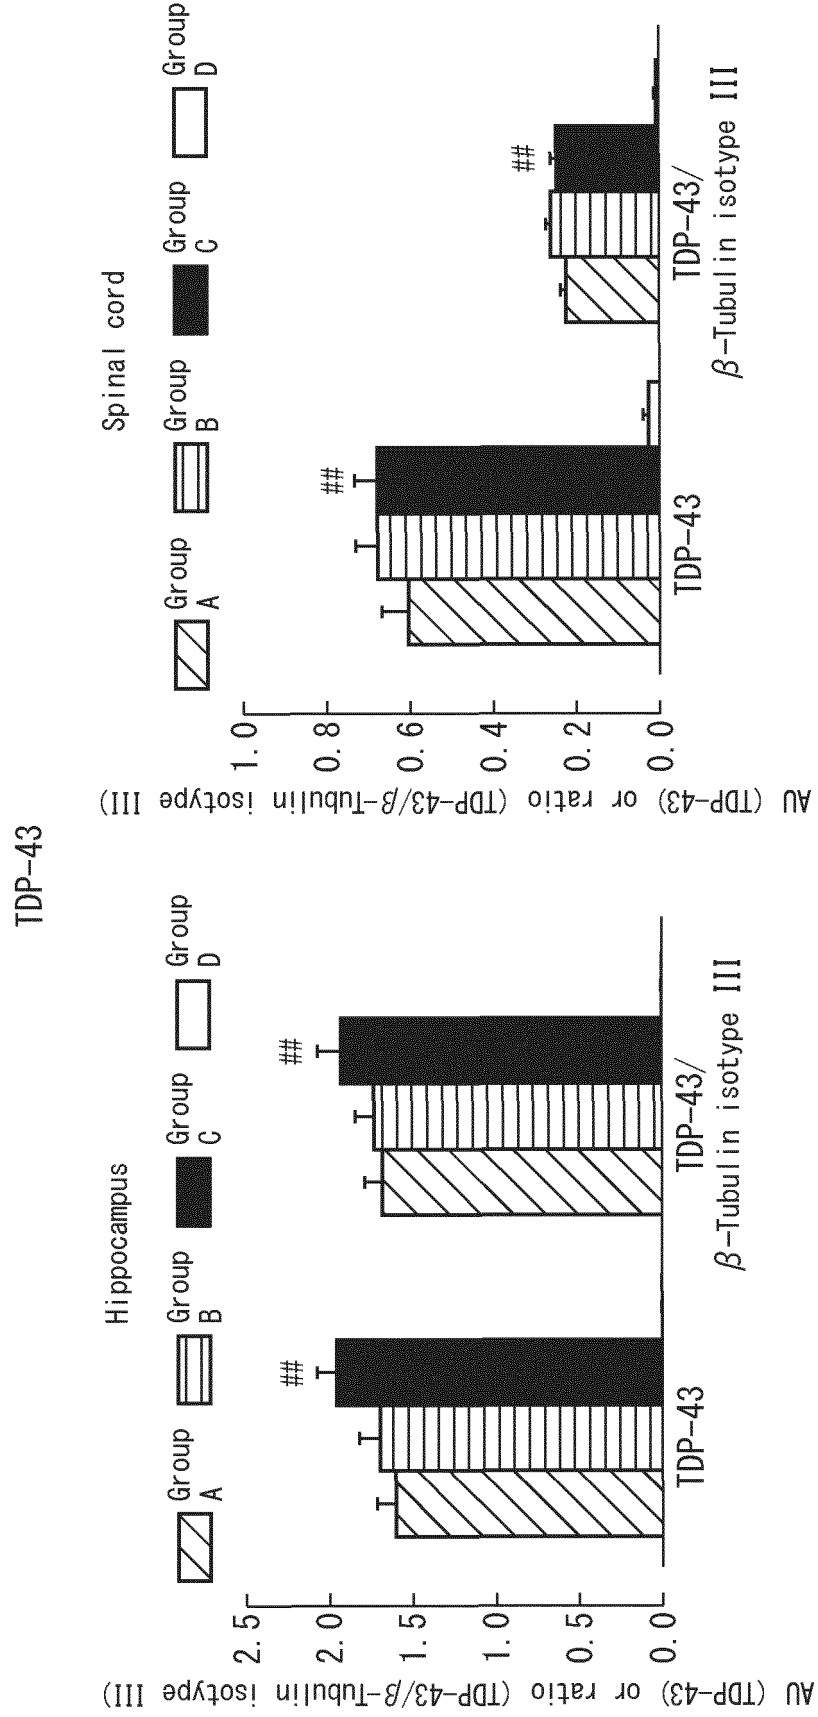 TDP-43
Hippocampus
Group A
Group B
Group C
Group D
AU (TDP-43) or ratio (TDP-43/β-Tubulin isotype III)
2.5
2.0
1.5
1.0
0.5
0.0
##
##
TDP-43
TDP-43/
β-Tubulin isotype III
Spinal cord
Group A
Group B
Group C
Group D
AU (TDP-43) or ratio (TDP-43/β-Tubulin isotype III)
1.0
0.8
0.6
0.4
0.2
0.0
##
##
TDP-43
TDP-43/
β-Tubulin isotype III